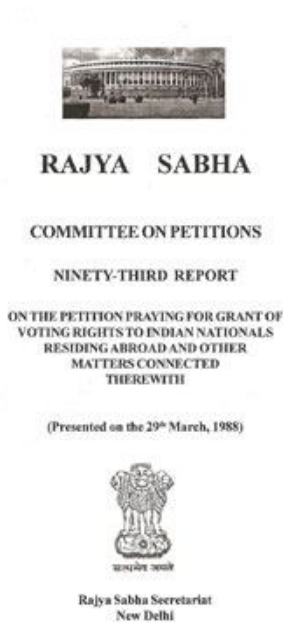 RAJYA SABHA
COMMITTEE ON PETITIONS
NINETY-THIRD REPORT
ON THE PETITION PRAYING FOR GRANT OF
VOTING RIGHTS TO INDIAN NATIONALS
RESIDING ABROAD AND OTHER
MATTERS CONNECTED
THEREWITH
(Presented on the 29th March, 1988)
सत्यमेव जयते
Rajya Sabha Secretariat
New Delhi